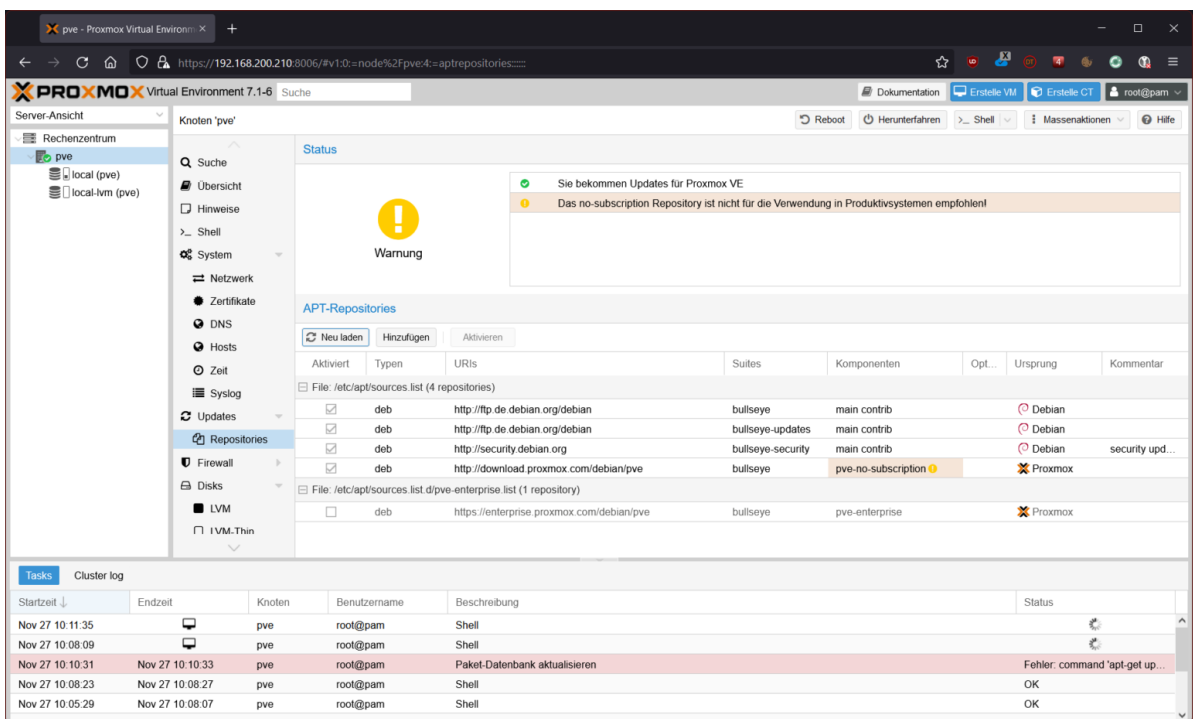 pve - Proxmox Virtual Environm
https://192.168.200.210:8006/#v1:0:=node%2Fpve:4:=aptrepositories::::::
PROXMOX Virtual Environment 7.1-6 Suche Dokumentation Erstelle VM Erstelle CT root@pam
Server-Ansicht Knoten 'pve' Reboot Herunterfahren >_ Shell Massenaktionen Hilfe
Rechenzentrum
pve
local (pve)
local-lvm (pve)
Suche
Übersicht
Hinweise
>_ Shell
System
Netzwerk
Zertifikate
DNS
Hosts
Zeit
Syslog
Updates
Repositories
Firewall
Disks
LVM
LVM-Thin
Status
Warnung
Sie bekommen Updates für Proxmox VE
Das no-subscription Repository ist nicht für die Verwendung in Produktivsystemen empfohlen!
APT-Repositories
Neu laden Hinzufügen Aktivieren
Aktiviert Typen URIs Suites Komponenten Opt... Ursprung Kommentar
File: /etc/apt/sources.list (4 repositories)
deb http://ftp.de.debian.org/debian bullseye main contrib Debian
deb http://ftp.de.debian.org/debian bullseye-updates main contrib Debian
deb http://security.debian.org bullseye-security main contrib Debian security upd...
deb http://download.proxmox.com/debian/pve bullseye pve-no-subscription Proxmox
File: /etc/apt/sources.list.d/pve-enterprise.list (1 repository)
deb https://enterprise.proxmox.com/debian/pve bullseye pve-enterprise Proxmox
Tasks Cluster log
Startzeit Endzeit Knoten Benutzername Beschreibung Status
Nov 27 10:11:35 pve root@pam Shell
Nov 27 10:08:09 pve root@pam Shell
Nov 27 10:10:31 Nov 27 10:10:33 pve root@pam Paket-Datenbank aktualisieren Fehler: command 'apt-get up...
Nov 27 10:08:23 Nov 27 10:08:27 pve root@pam Shell OK
Nov 27 10:05:29 Nov 27 10:08:07 pve root@pam Shell OK